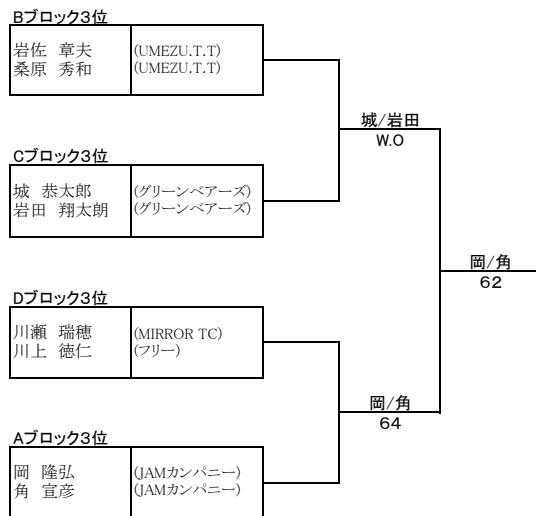 Bブロック3位
岩佐 章夫 (UMEZU.T.T)
桑原 秀和 (UMEZU.T.T)
城/岩田
W.O
Cブロック3位
城 恭太郎 (グリーンベアーズ)
岩田 翔太朗 (グリーンベアーズ)
岡/角
62
Dブロック3位
川瀬 瑞穂 (MIRROR TC)
川上 徳仁 (フリー)
岡/角
64
Aブロック3位
岡 隆弘 (JAMカンパニー)
角 宣彦 (JAMカンパニー)